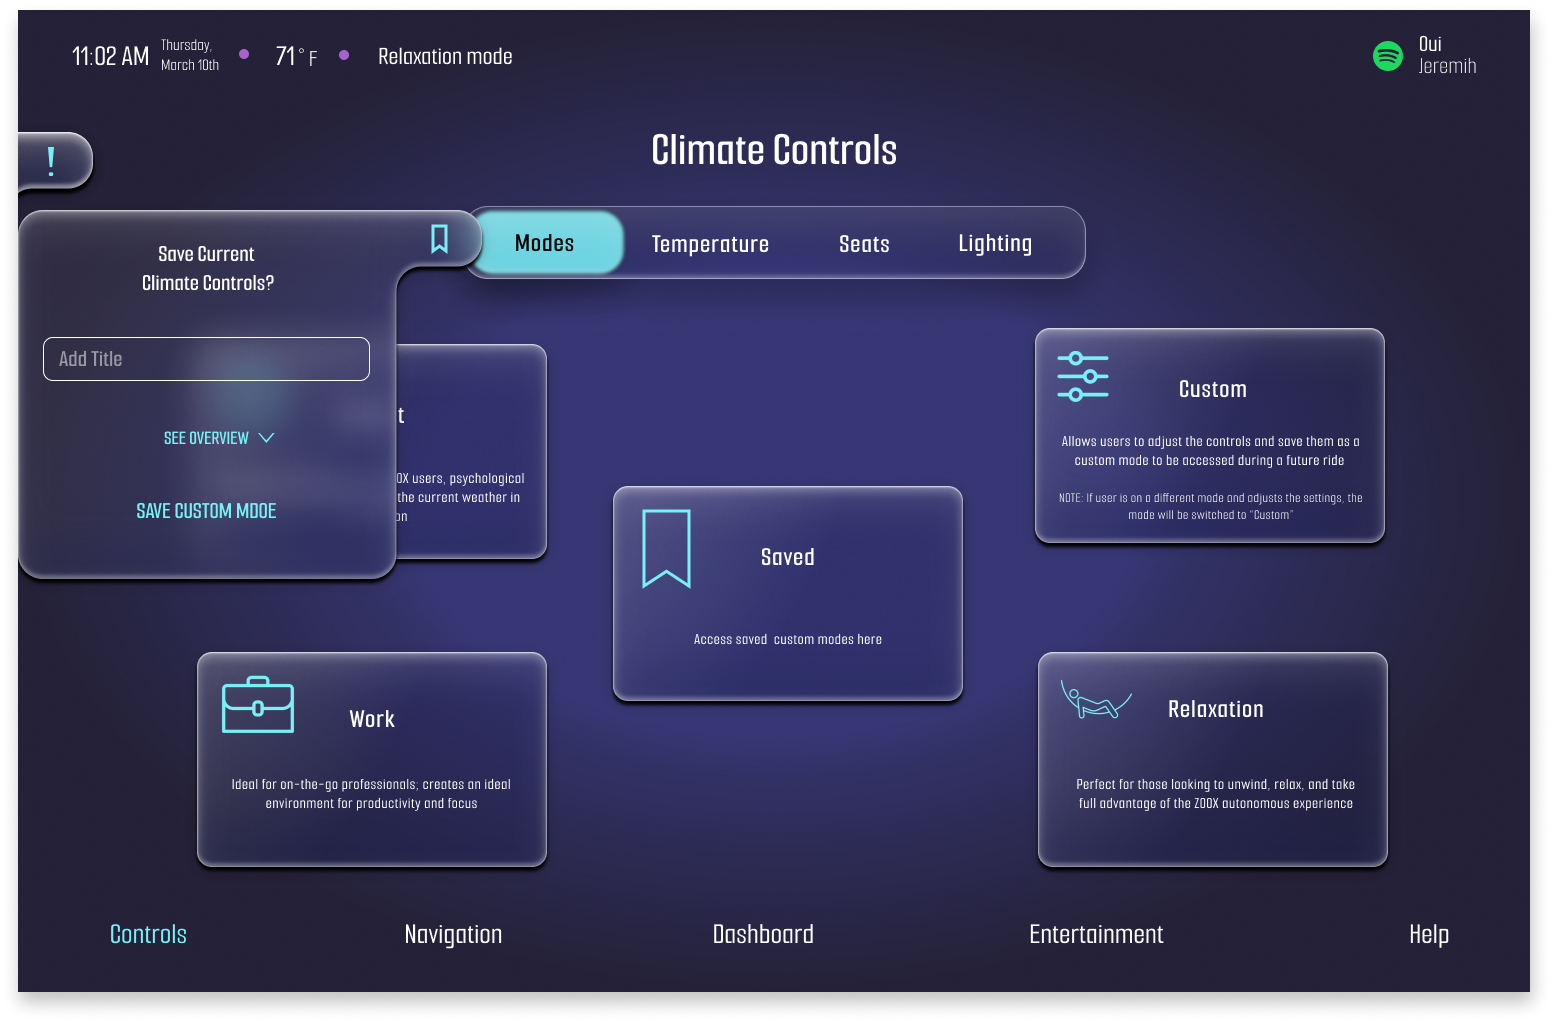 11:02 AM
Thursday,
March 10th
71° F
Relaxation mode
Oui
Jeremih
!
Climate Controls
Modes
Temperature
Seats
Lighting
Save Current
Climate Controls?
Add Title
SEE OVERVIEW
SAVE CUSTOM MODE
t
OX users, psychological
the current weather in
on
Custom
Allows users to adjust the controls and save them as a
custom mode to be accessed during a future ride
NOTE: If user is on a different mode and adjusts the settings, the
mode will be switched to "Custom"
Saved
Access saved custom modes here
Work
Ideal for on-the-go professionals; creates an ideal
environment for productivity and focus
Relaxation
Perfect for those looking to unwind, relax, and take
full advantage of the ZOOX autonomous experience
Controls
Navigation
Dashboard
Entertainment
Help